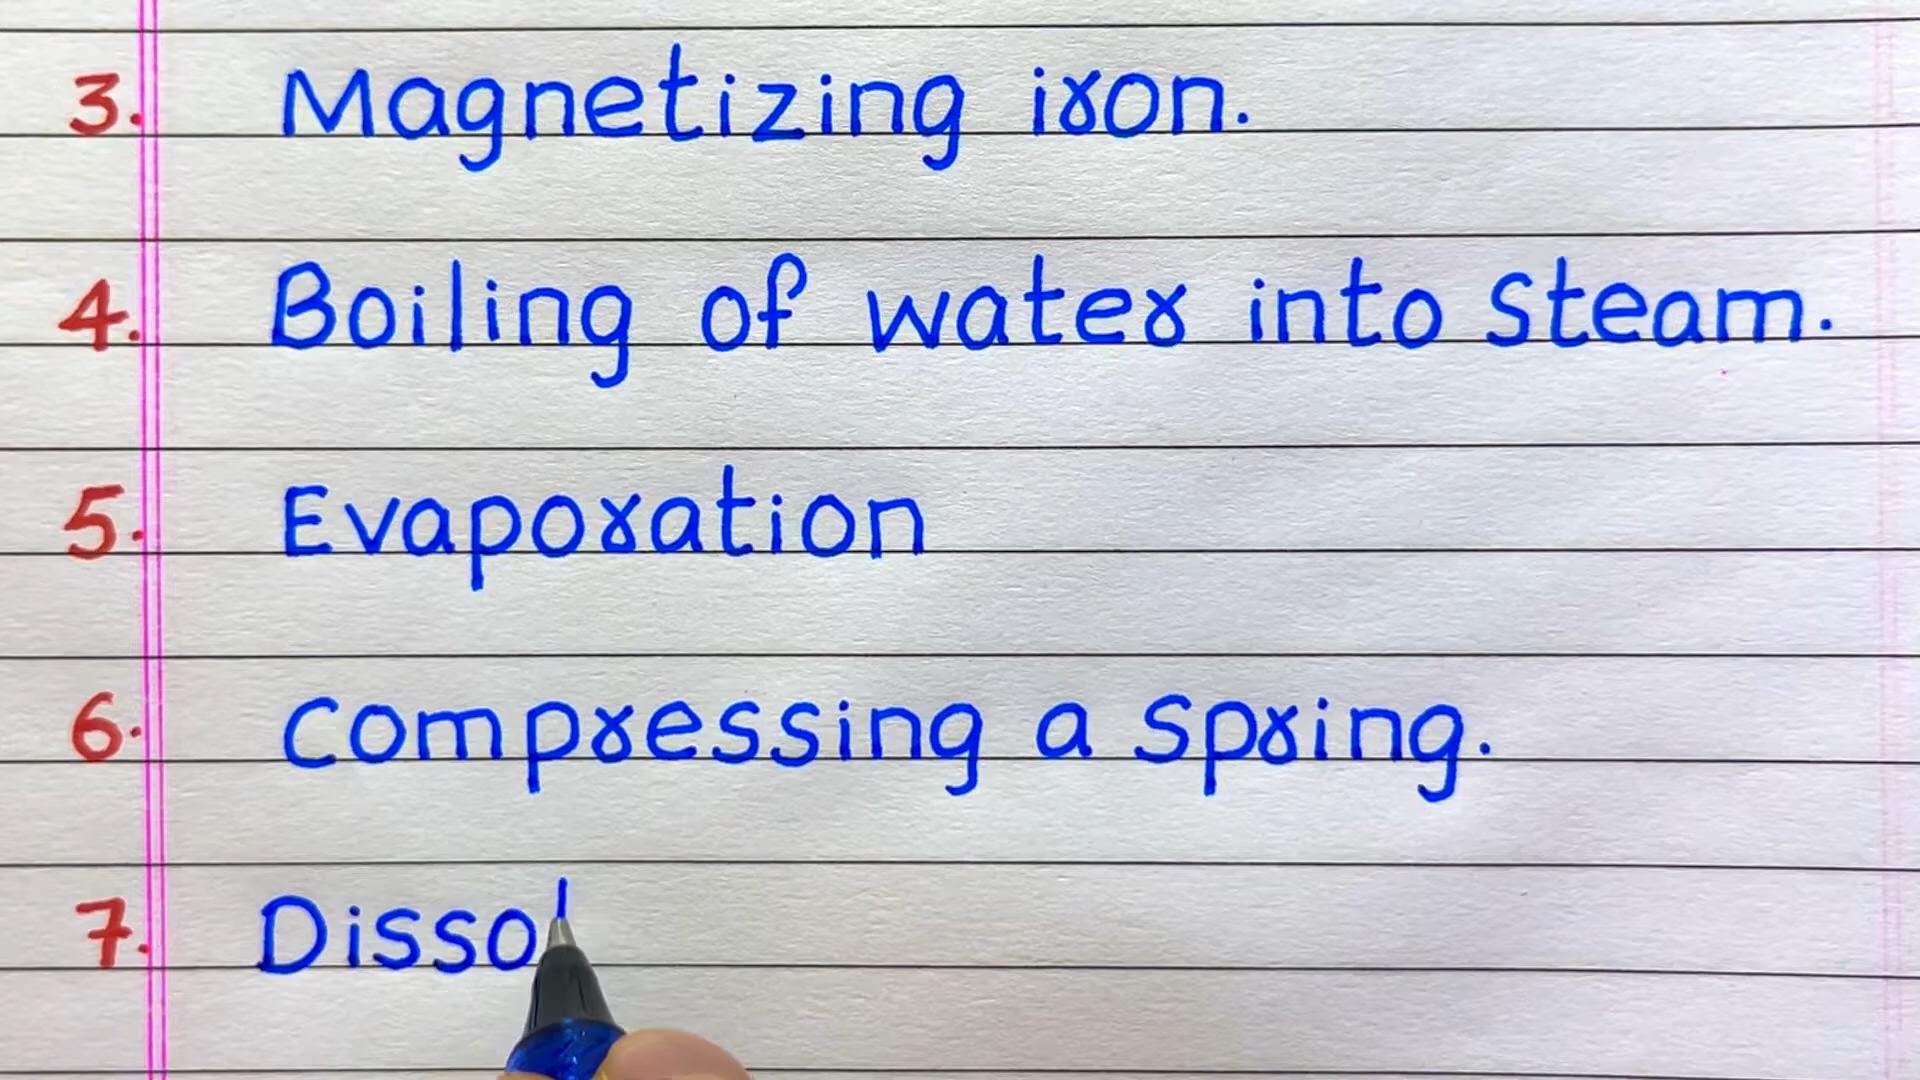 3. Magnetizing iron.
4. Boiling of water into steam.
5. Evaporation
6. Compressing a spring.
7. Dissol